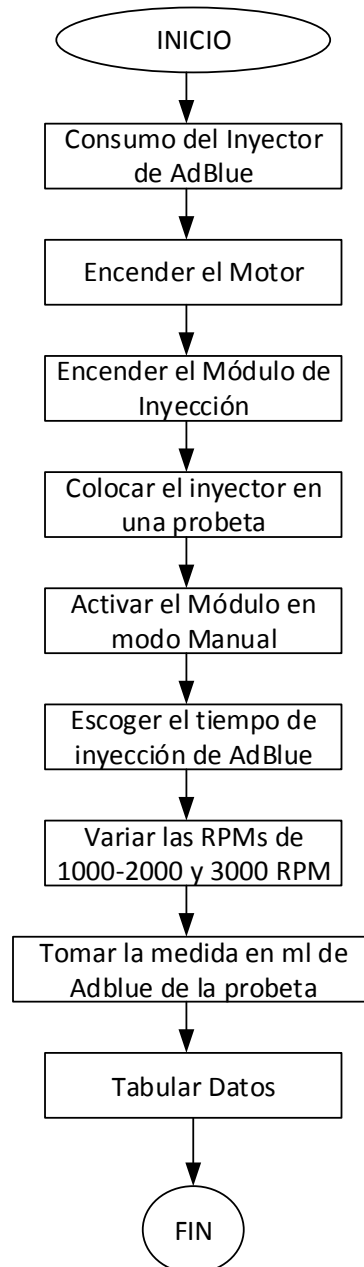 INICIO
Consumo del Inyector
de AdBlue
Encender el Motor
Encender el Módulo de
Inyección
Colocar el inyector en
una probeta
Activar el Módulo en
modo Manual
Escoger el tiempo de
inyección de AdBlue
Variar las RPMs de
1000-2000 y 3000 RPM
Tomar la medida en ml de
Adblue de la probeta
Tabular Datos
FIN